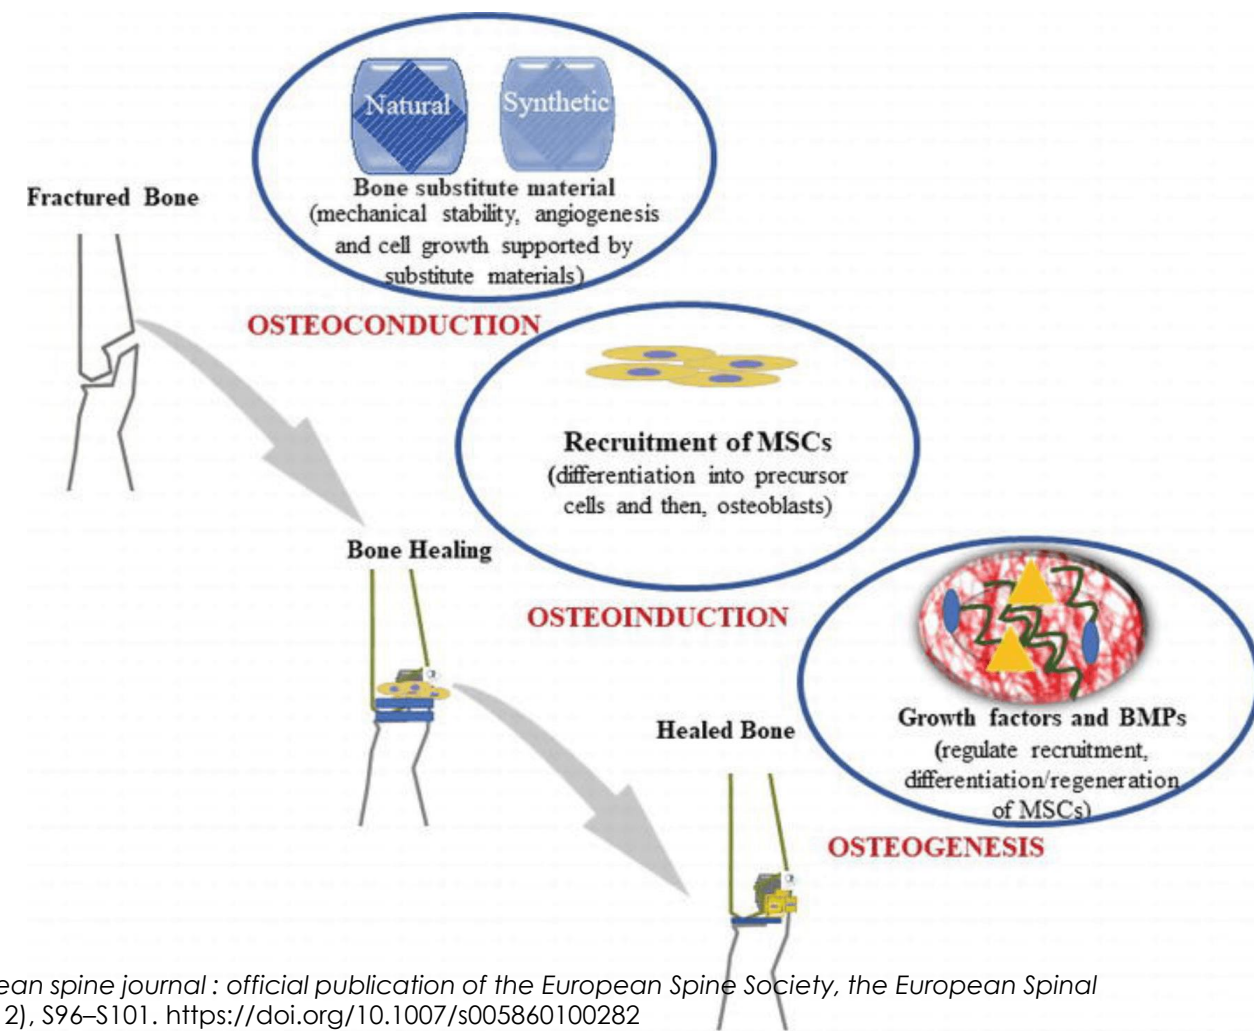 Natural
Synthetic
Bone substitute material
(mechanical stability, angiogenesis
and cell growth supported by
substitute materials)
Fractured Bone
OSTEOCONDUCTION
Recruitment of MSCs
(differentiation into precursor
cells and then, osteoblasts)
Bone Healing
OSTEOINDUCTION
Growth factors and BMPs
(regulate recruitment,
differentiation/regeneration
of MSCs)
Healed Bone
OSTEOGENESIS
ean spine journal : official publication of the European Spine Society, the European Spinal
2), S96–S101. https://doi.org/10.1007/s005860100282